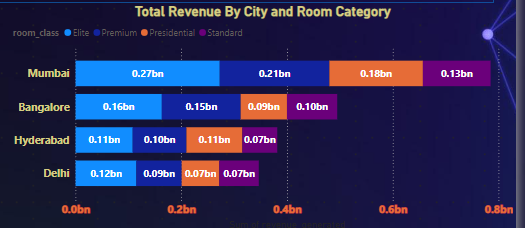 Total Revenue By City and Room Category
room_class Elite Premium Presidential Standard
Mumbai 0.27bn 0.21bn 0.18bn 0.13bn
Bangalore 0.16bn 0.15bn 0.09bn 0.10bn
Hyderabad 0.11bn 0.10bn 0.11bn 0.07bn
Delhi 0.12bn 0.09bn 0.07bn 0.07bn
0.0bn 0.2bn 0.4bn 0.6bn 0.8bn